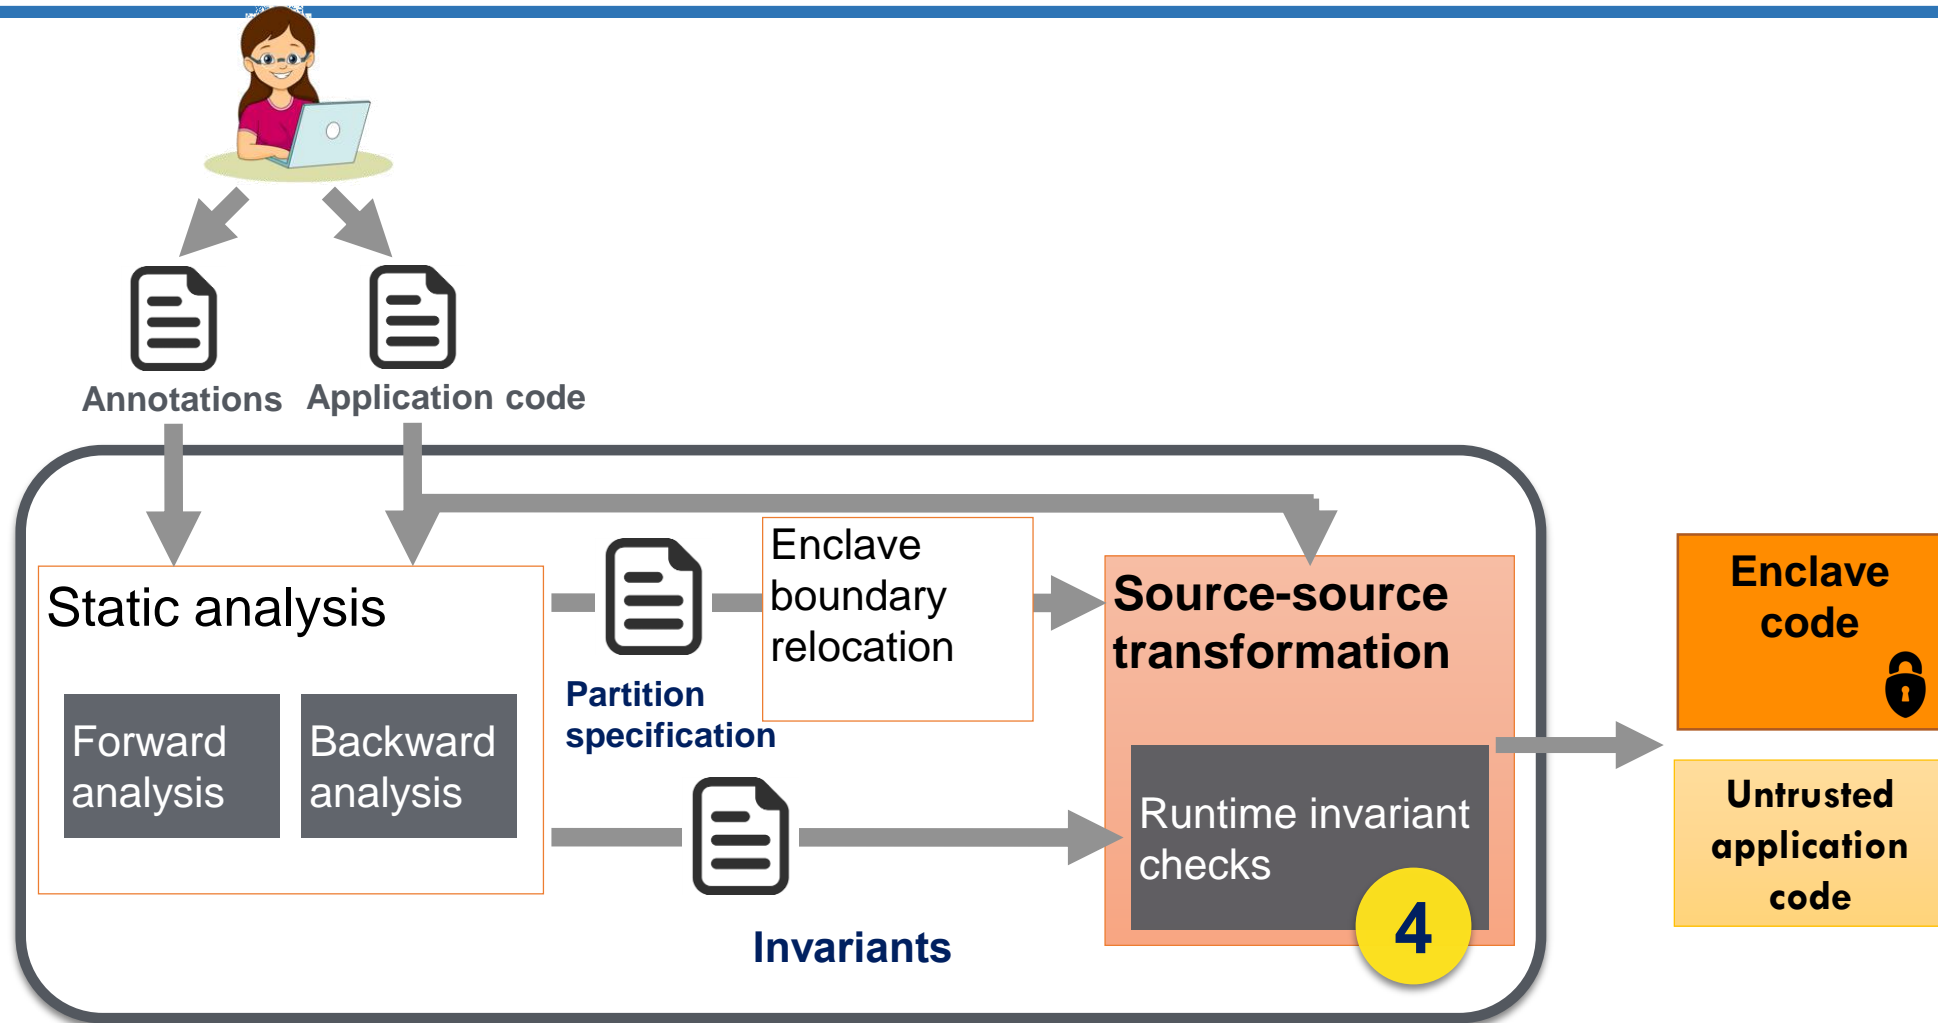 Annotations
Application code
Static analysis
Forward
analysis
Backward
analysis
Partition
specification
Enclave
boundary
relocation
Invariants
Source-source
transformation
Runtime invariant
checks
4
Enclave
code
Untrusted
application
code